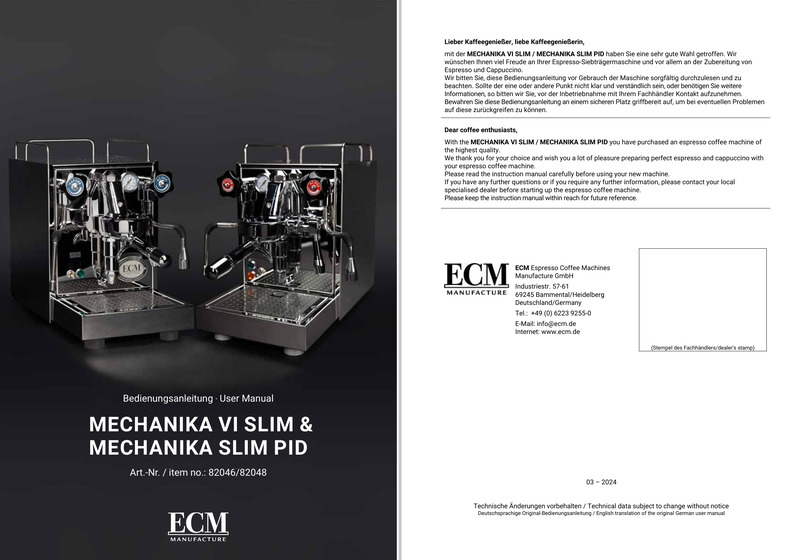 Bedienungsanleitung · User Manual
MECHANIKA VI SLIM &
MECHANIKA SLIM PID
Art.-Nr. / item no.: 82046/82048
ECM
MANUFACTURE
Lieber Kaffeegenießer, liebe Kaffeegenießerin,
mit der MECHANIKA VI SLIM / MECHANIKA SLIM PID haben Sie eine sehr gute Wahl getroffen. Wir
wünschen Ihnen viel Freude an Ihrer Espresso-Siebträgermaschine und vor allem an der Zubereitung von
Espresso und Cappuccino.
Wir bitten Sie, diese Bedienungsanleitung vor Gebrauch der Maschine sorgfältig durchzulesen und zu
beachten. Sollte der eine oder andere Punkt nicht klar und verständlich sein, oder benötigen Sie weitere
Informationen, so bitten wir Sie, vor der Inbetriebnahme mit Ihrem Fachhändler Kontakt aufzunehmen.
Bewahren Sie diese Bedienungsanleitung an einem sicheren Platz griffbereit auf, um bei eventuellen Problemen
auf diese zurückgreifen zu können.
Dear coffee enthusiasts,
With the MECHANIKA VI SLIM / MECHANIKA SLIM PID you have purchased an espresso coffee machine of
the highest quality.
We thank you for your choice and wish you a lot of pleasure preparing perfect espresso and cappuccino with
your espresso coffee machine.
Please read the instruction manual carefully before using your new machine.
If you have any further questions or if you require any further information, please contact your local
specialised dealer before starting up the espresso coffee machine.
Please keep the instruction manual within reach for future reference.
ECM
MANUFACTURE
ECM Espresso Coffee Machines
Manufacture GmbH
Industriestr. 57-61
69245 Bammental/Heidelberg
Deutschland/Germany
Tel.: +49 (0) 6223 9255-0
E-Mail: info@ecm.de
Internet: www.ecm.de
(Stempel des Fachhändlers/dealer's stamp)
03 – 2024
Technische Änderungen vorbehalten / Technical data subject to change without notice
Deutschsprachige Original-Bedienungsanleitung / English translation of the original German user manual